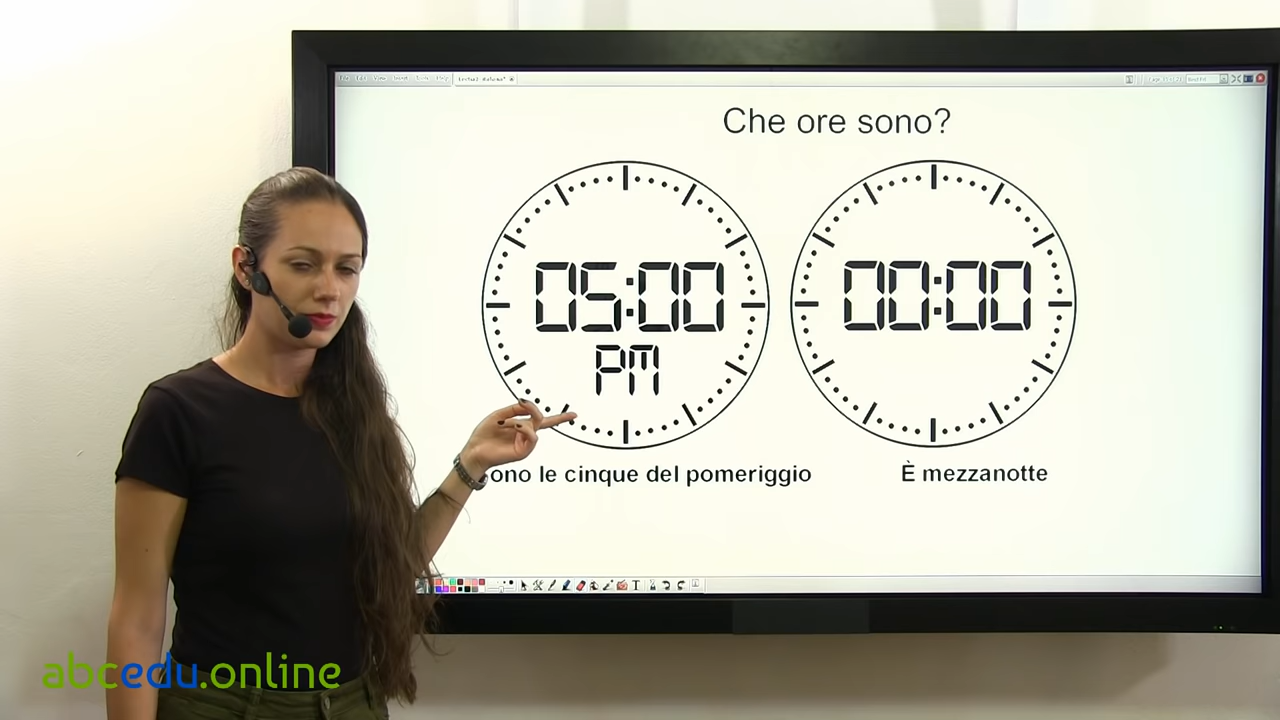 Che ore sono?
05:00
PM
00:00
ono le cinque del pomeriggio
È mezzanotte
abcedu.online